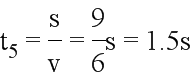 t₅ = s/v = 9/6 s = 1.5s